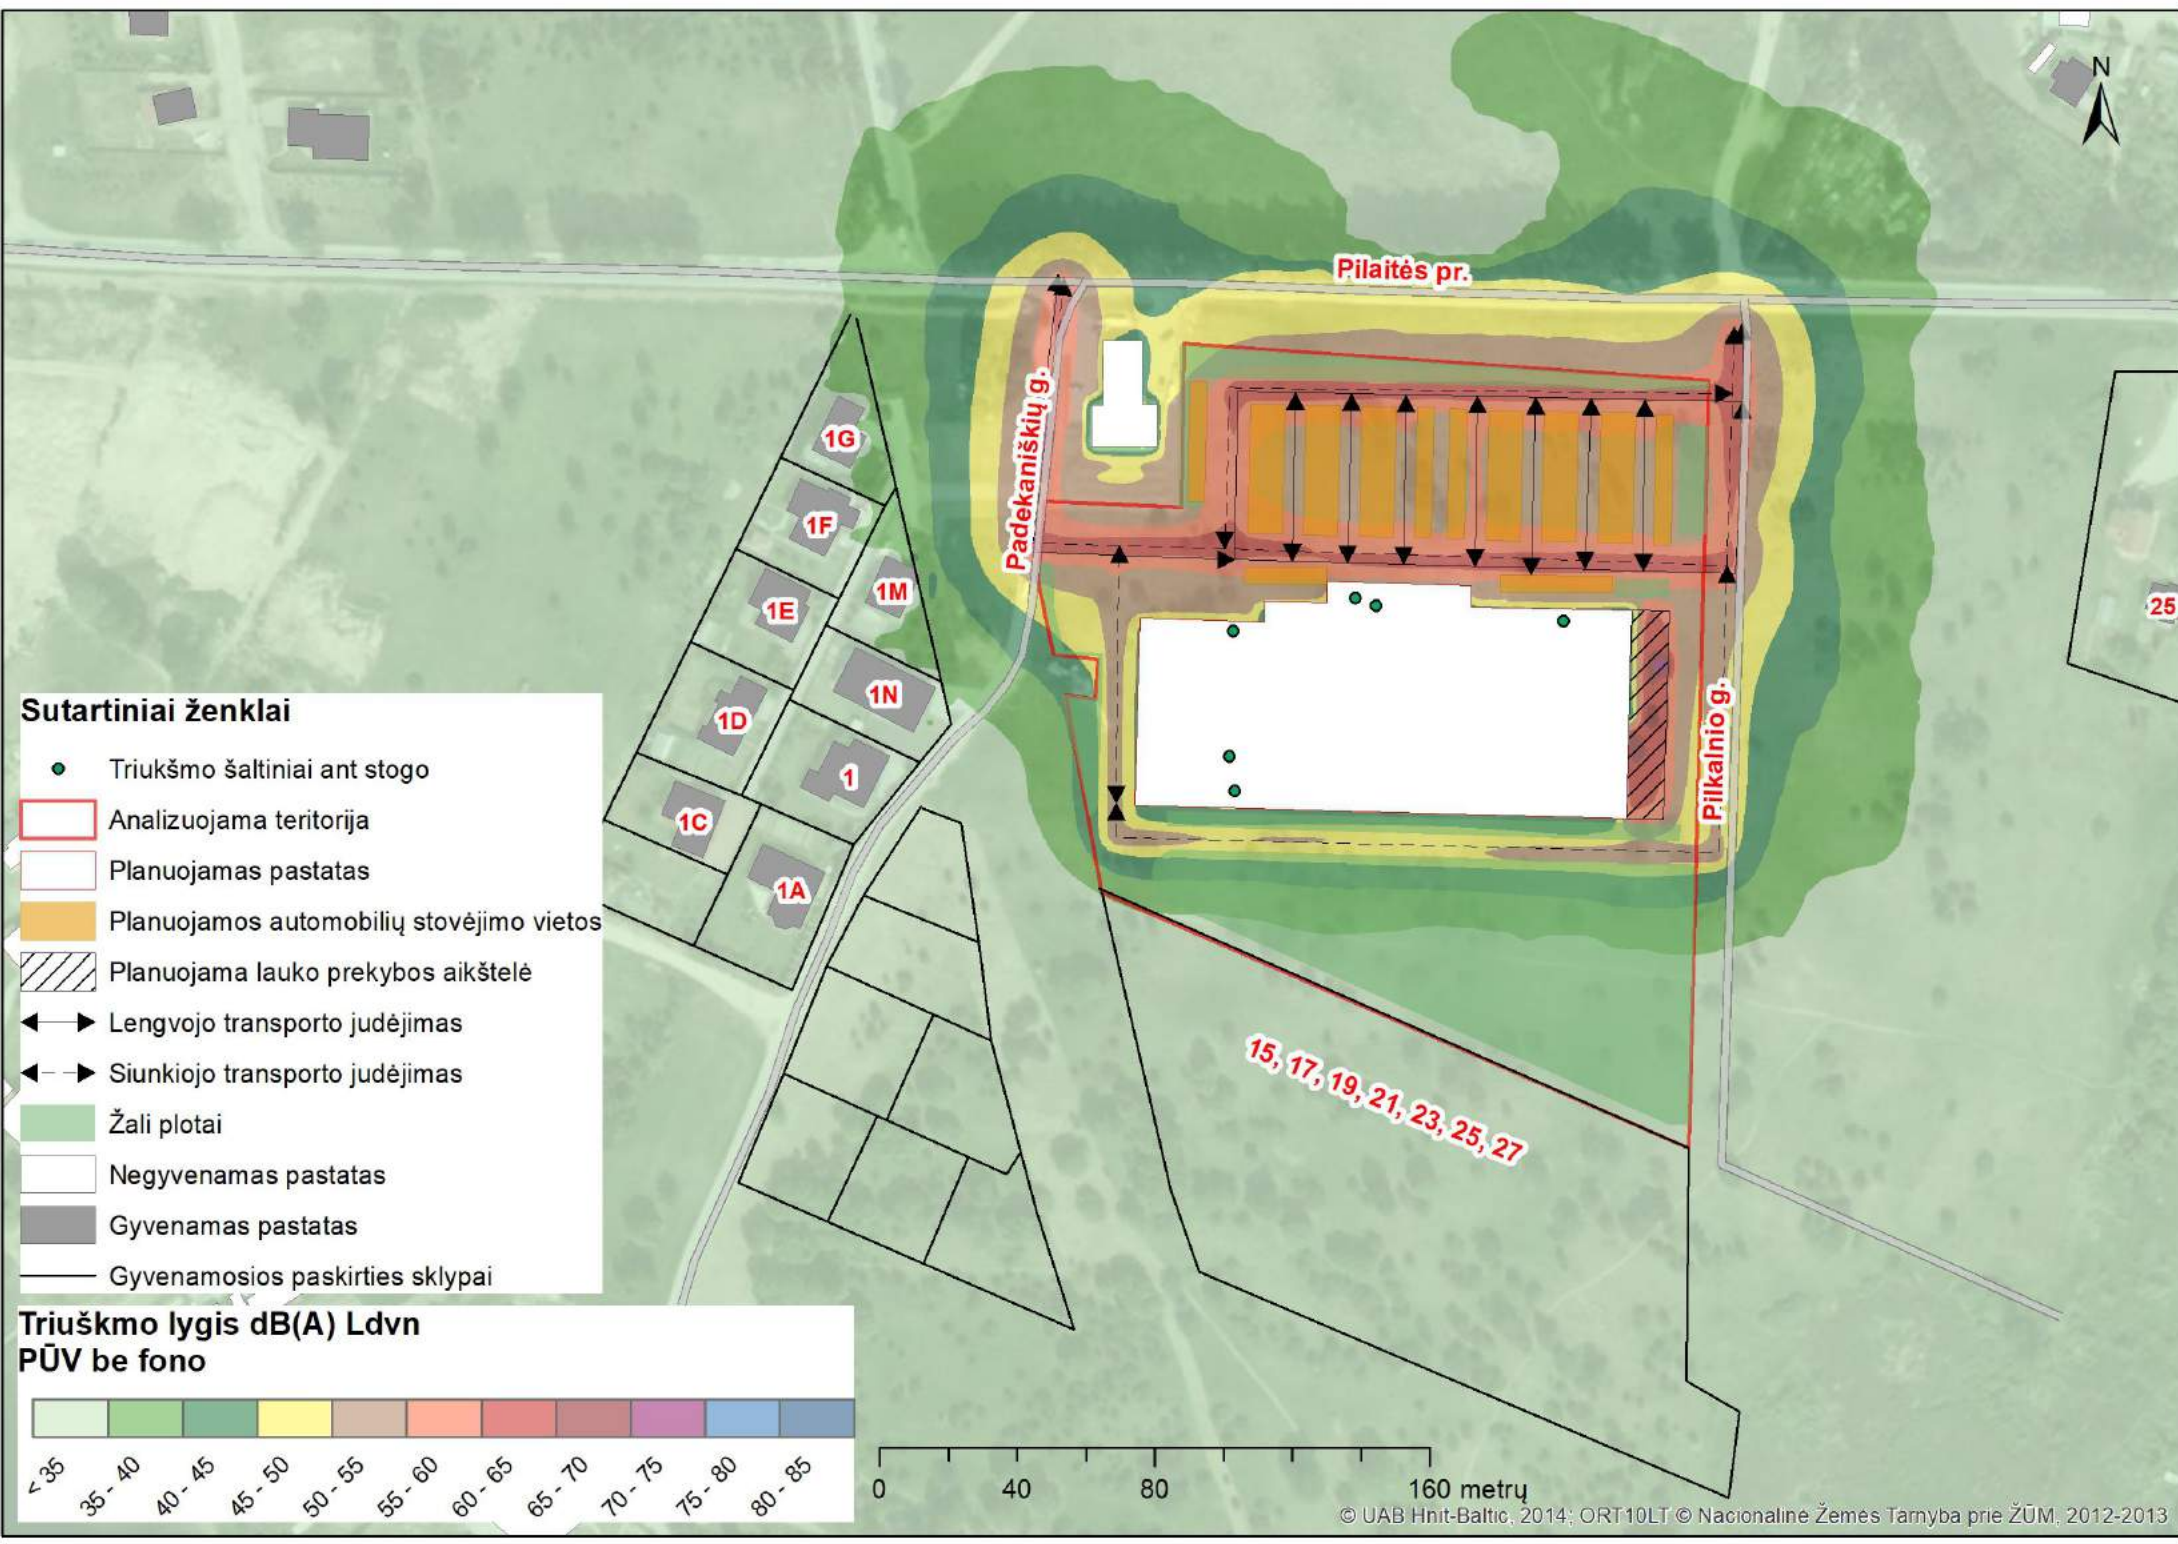 N
Pilaitės pr.
Padekaniškių g.
1G
1F
1E
1M
25
1D
1N
1
1C
1A
Pilkalnio g.
15, 17, 19, 21, 23, 25, 27
Sutartiniai ženklai
Triukšmo šaltiniai ant stogo
Analizuojama teritorija
Planuojamas pastatas
Planuojamos automobilių stovėjimo vietos
Planuojama lauko prekybos aikštelė
Lengvojo transporto judėjimas
Siunkiojo transporto judėjimas
Žali plotai
Negyvenamas pastatas
Gyvenamas pastatas
Gyvenamosios paskirties sklypai
Triuškmo lygis dB(A) Ldvn
PŪV be fono
< 35
35 - 40
40 - 45
45 - 50
50 - 55
55 - 60
60 - 65
65 - 70
70 - 75
75 - 80
80 - 85
0 40 80 160 metrų
© UAB Hnit-Baltic, 2014; ORT10LT © Nacionalinė Žemės Tarnyba prie ŽŪM, 2012-2013